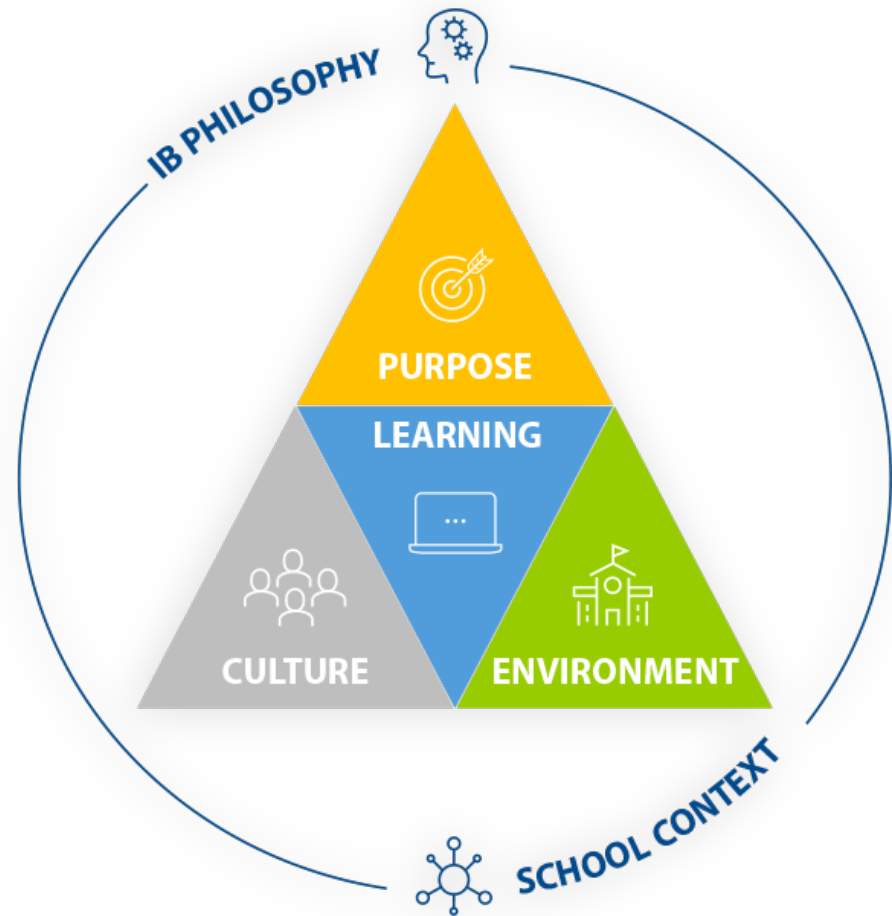 IB PHILOSOPHY
PURPOSE
LEARNING
CULTURE
ENVIRONMENT
SCHOOL CONTEXT